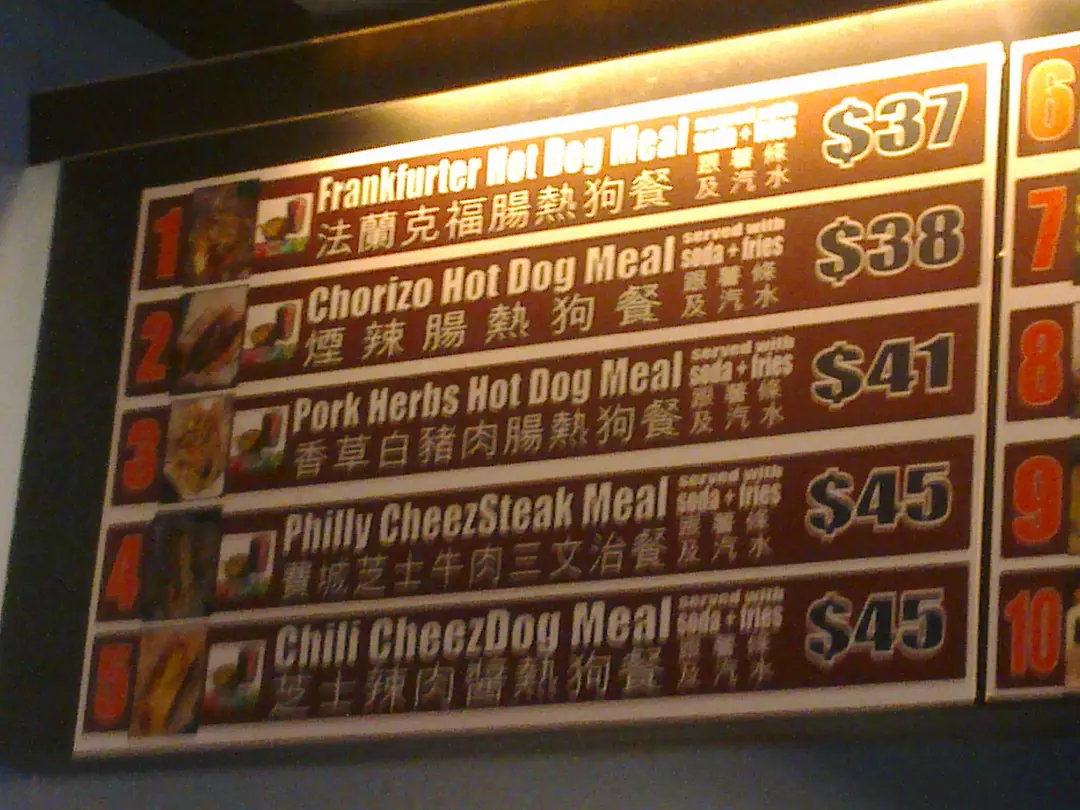 1
Frankfurter Hot Dog Meal
法蘭克福腸熱狗餐
served with
soda + fries
跟薯條
及汽水
$37
2
Chorizo Hot Dog Meal
煙辣腸熱狗餐
served with
soda + fries
跟薯條
及汽水
$38
3
Pork Herbs Hot Dog Meal
香草白豬肉腸熱狗餐
served with
soda + fries
跟薯條
及汽水
$41
4
Philly CheezSteak Meal
費城芝士牛肉三文治餐
served with
soda + fries
跟薯條
及汽水
$45
5
Chili CheezDog Meal
芝士辣肉醬熱狗餐
served with
soda + fries
跟薯條
及汽水
$45
6
7
8
9
10